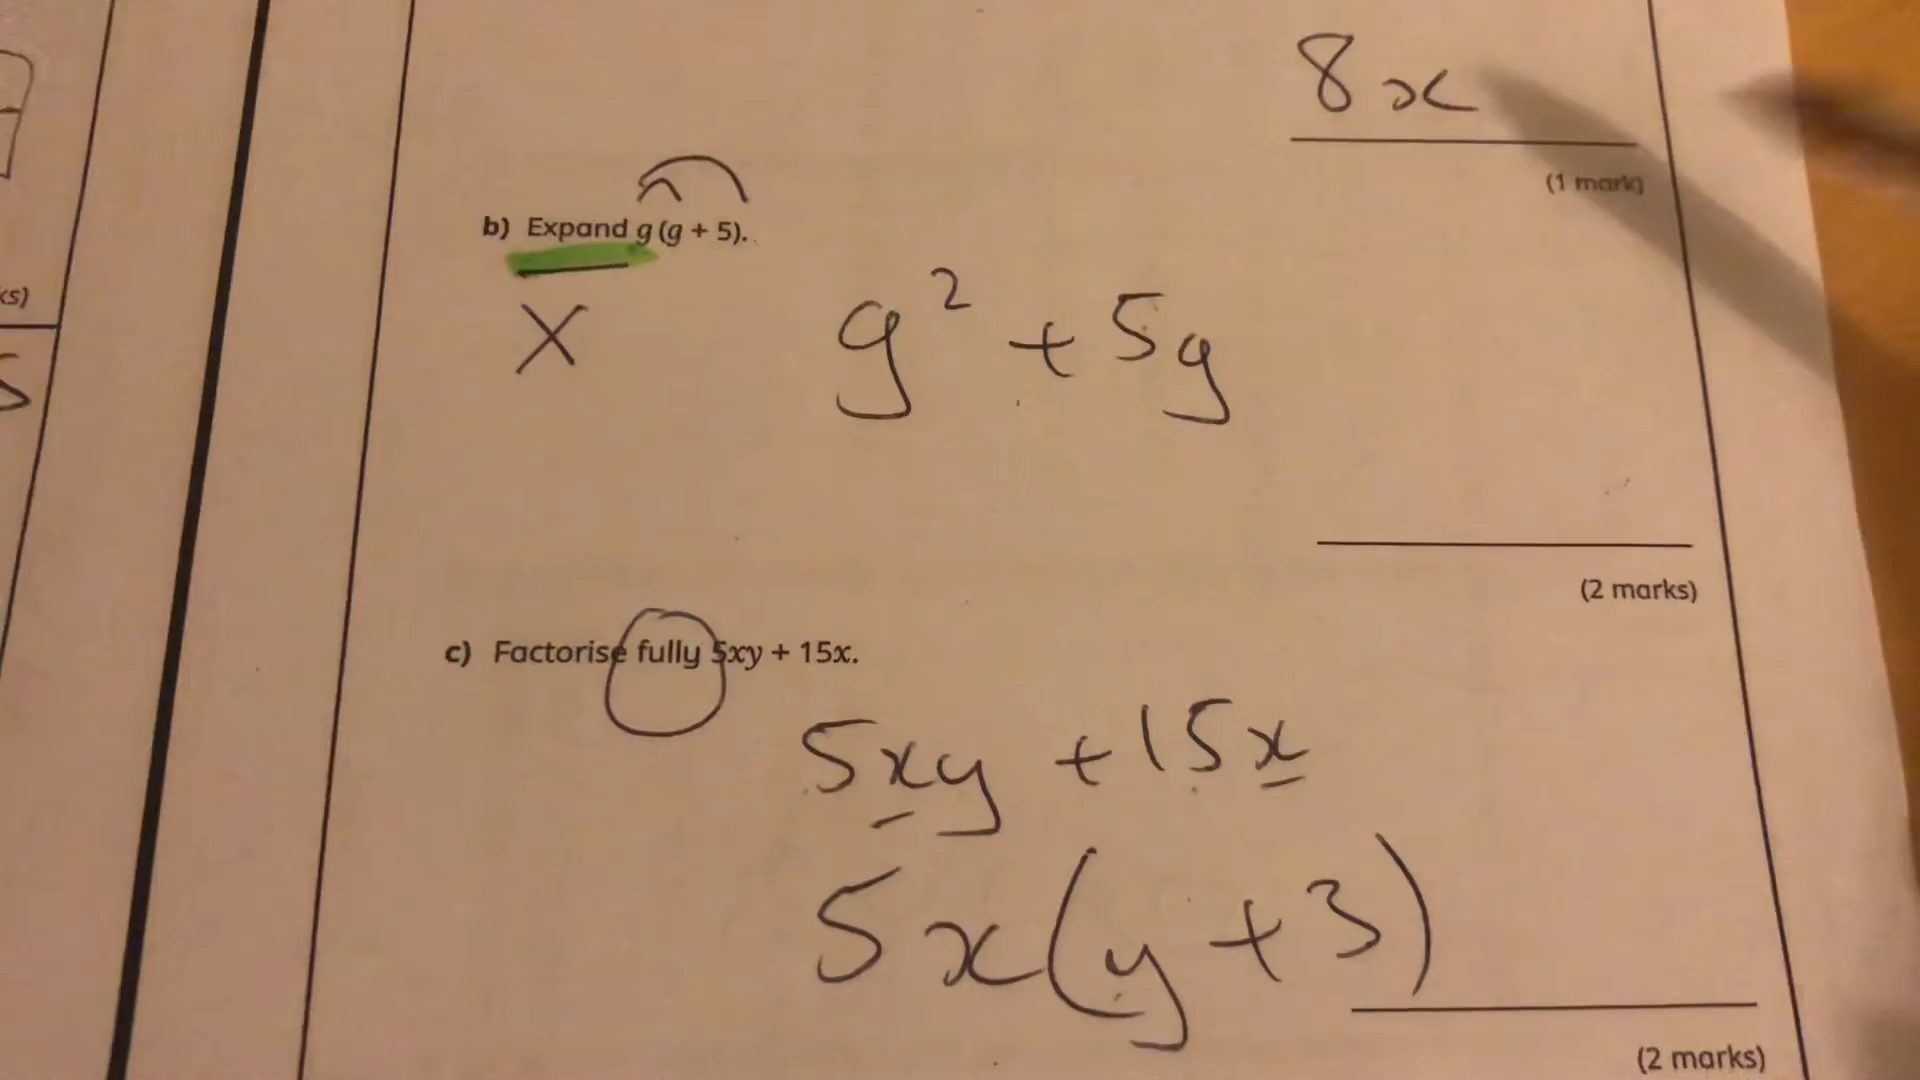 8x
(1 mark)
b) Expand g(g + 5).
X
g² + 5g
(2 marks)
c) Factorise fully 5xy + 15x.
5xy + 15x
5x(y + 3)
(2 marks)